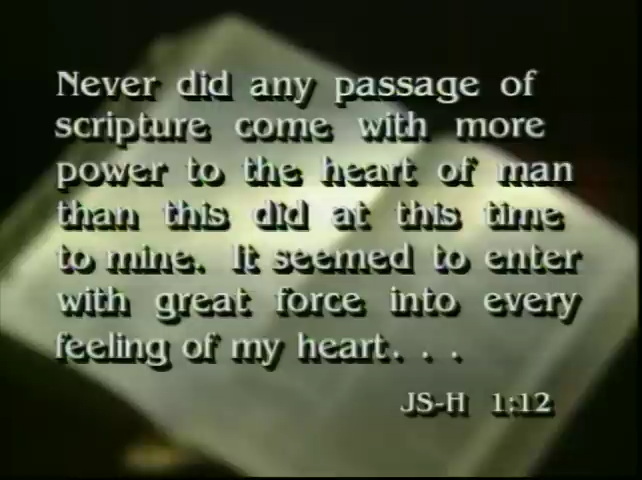 Never did any passage of
scripture come with more
power to the heart of man
than this did at this time
to mine. It seemed to enter
with great force into every
feeling of my heart. . .
JS-H 1:12